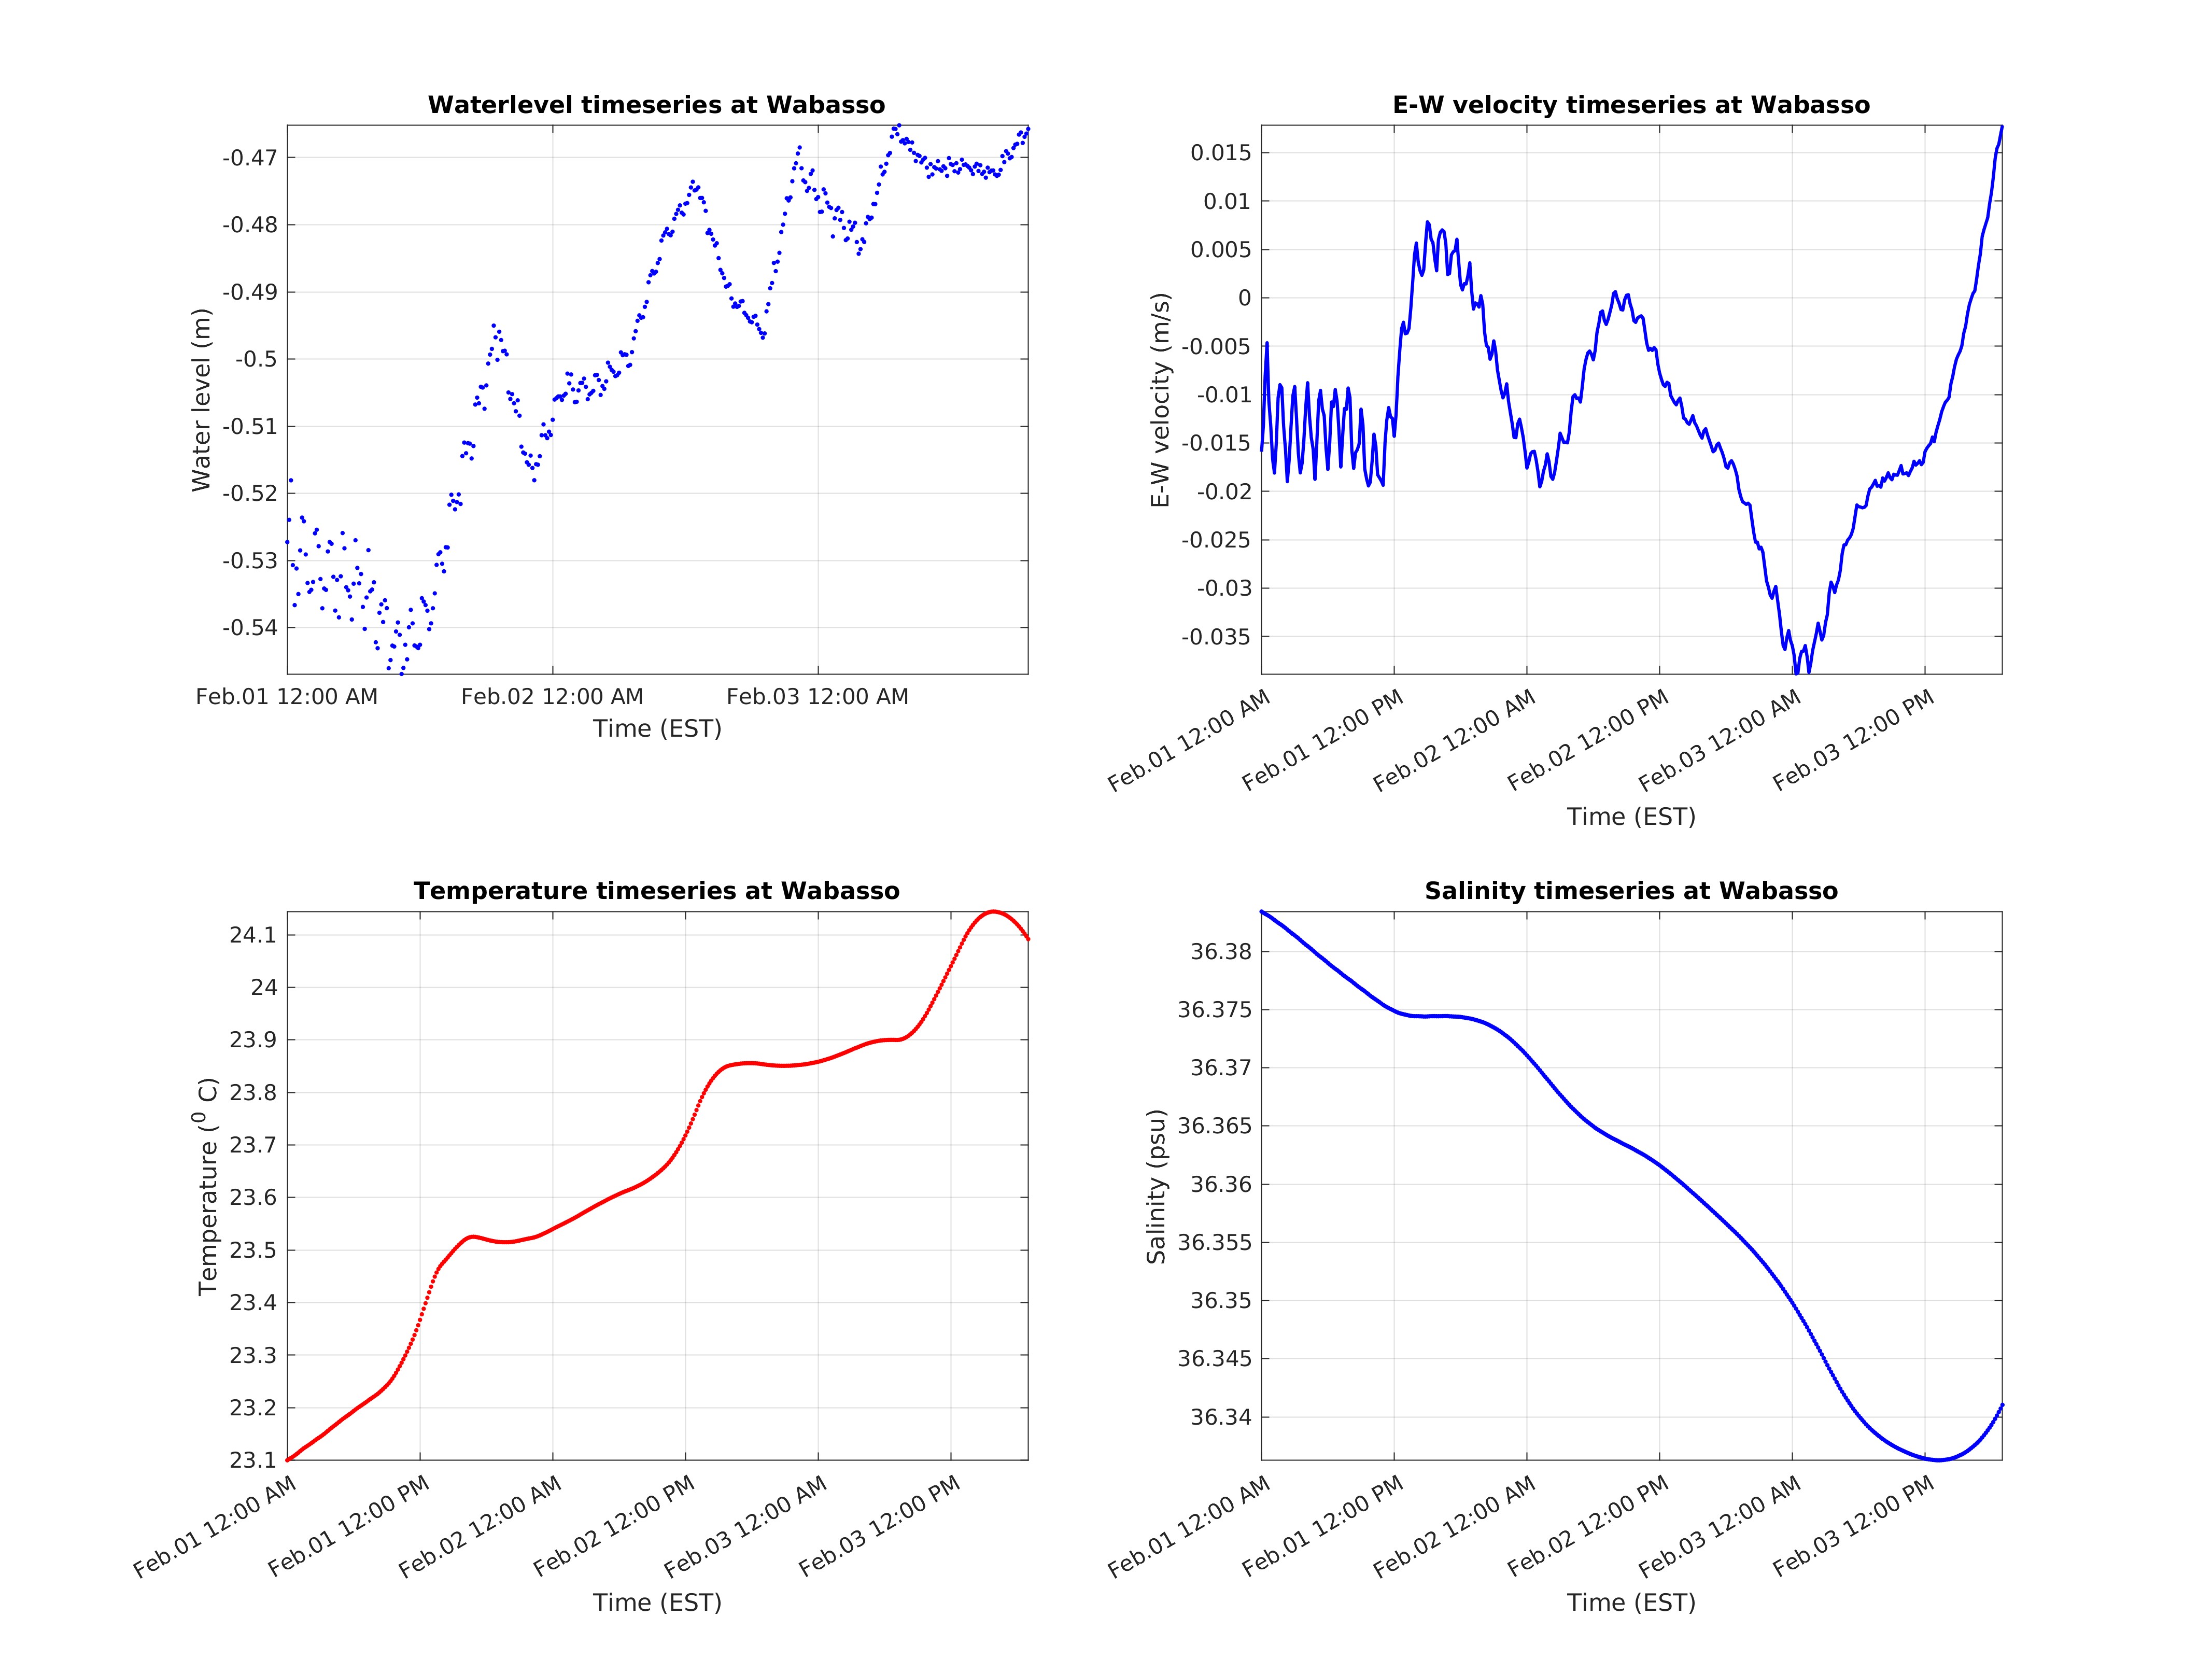 Waterlevel timeseries at Wabasso
-0.47
-0.48
-0.49
-0.5
-0.51
-0.52
-0.53
-0.54
Water level (m)
Feb.01 12:00 AM
Feb.02 12:00 AM
Feb.03 12:00 AM
Time (EST)
E-W velocity timeseries at Wabasso
0.015
0.01
0.005
0
-0.005
-0.01
-0.015
-0.02
-0.025
-0.03
-0.035
E-W velocity (m/s)
Feb.01 12:00 AM
Feb.01 12:00 PM
Feb.02 12:00 AM
Feb.02 12:00 PM
Feb.03 12:00 AM
Feb.03 12:00 PM
Time (EST)
Temperature timeseries at Wabasso
24.1
24
23.9
23.8
23.7
23.6
23.5
23.4
23.3
23.2
23.1
Temperature (⁰ C)
Feb.01 12:00 AM
Feb.01 12:00 PM
Feb.02 12:00 AM
Feb.02 12:00 PM
Feb.03 12:00 AM
Feb.03 12:00 PM
Time (EST)
Salinity timeseries at Wabasso
36.38
36.375
36.37
36.365
36.36
36.355
36.35
36.345
36.34
Salinity (psu)
Feb.01 12:00 AM
Feb.01 12:00 PM
Feb.02 12:00 AM
Feb.02 12:00 PM
Feb.03 12:00 AM
Feb.03 12:00 PM
Time (EST)